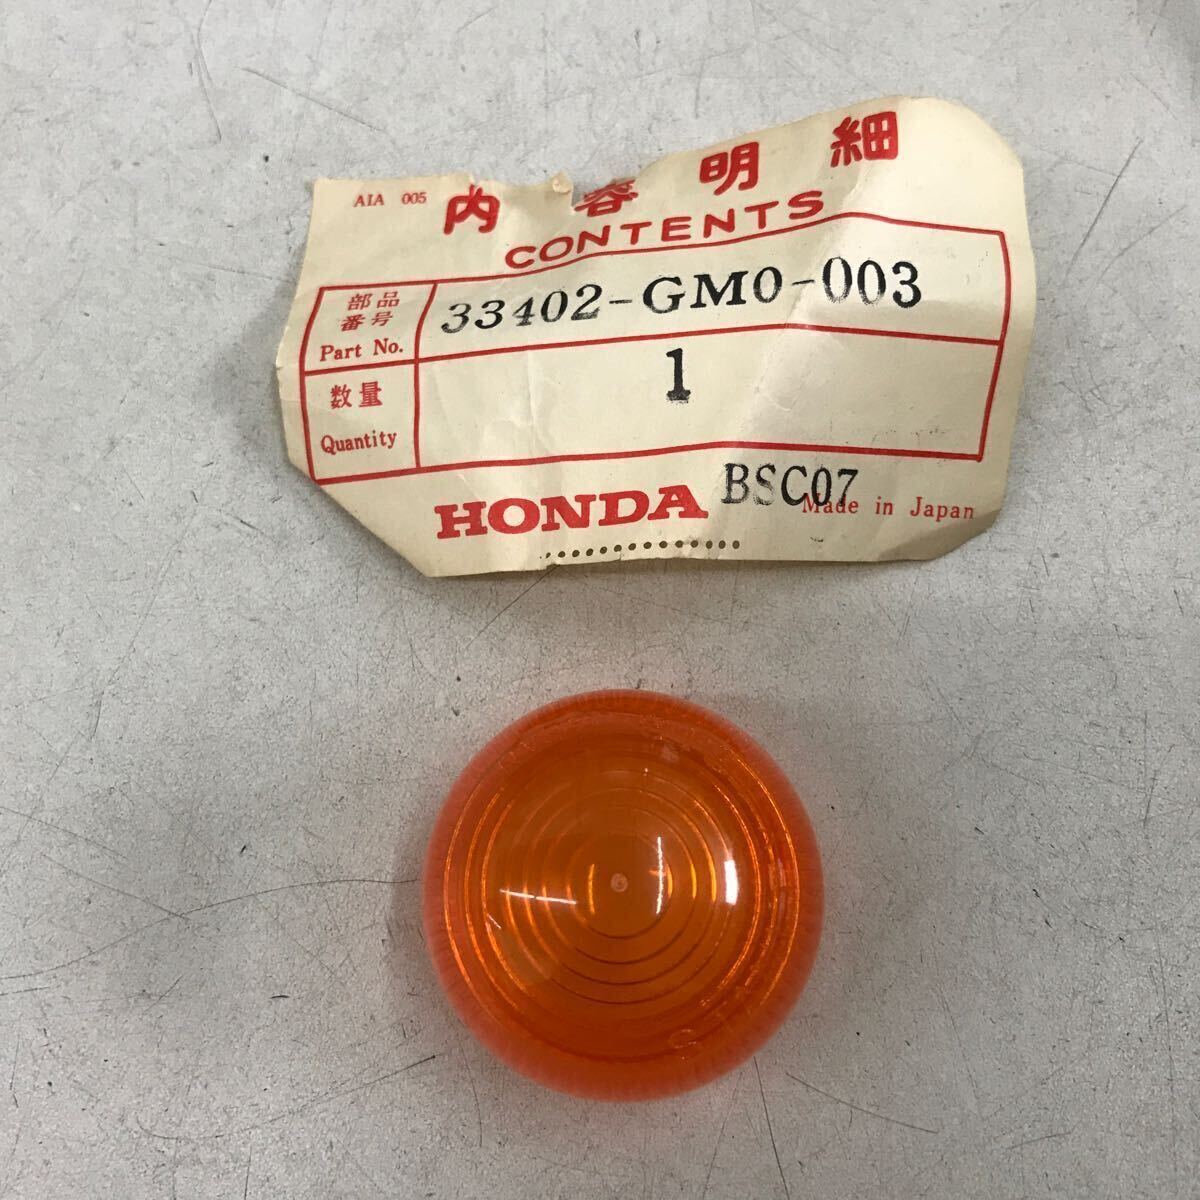 AIA 005
内容明細
CONTENTS
部品
番号
Part No.
33402-GM0-003
数量
Quantity
1
HONDA
BSC07
Made in Japan